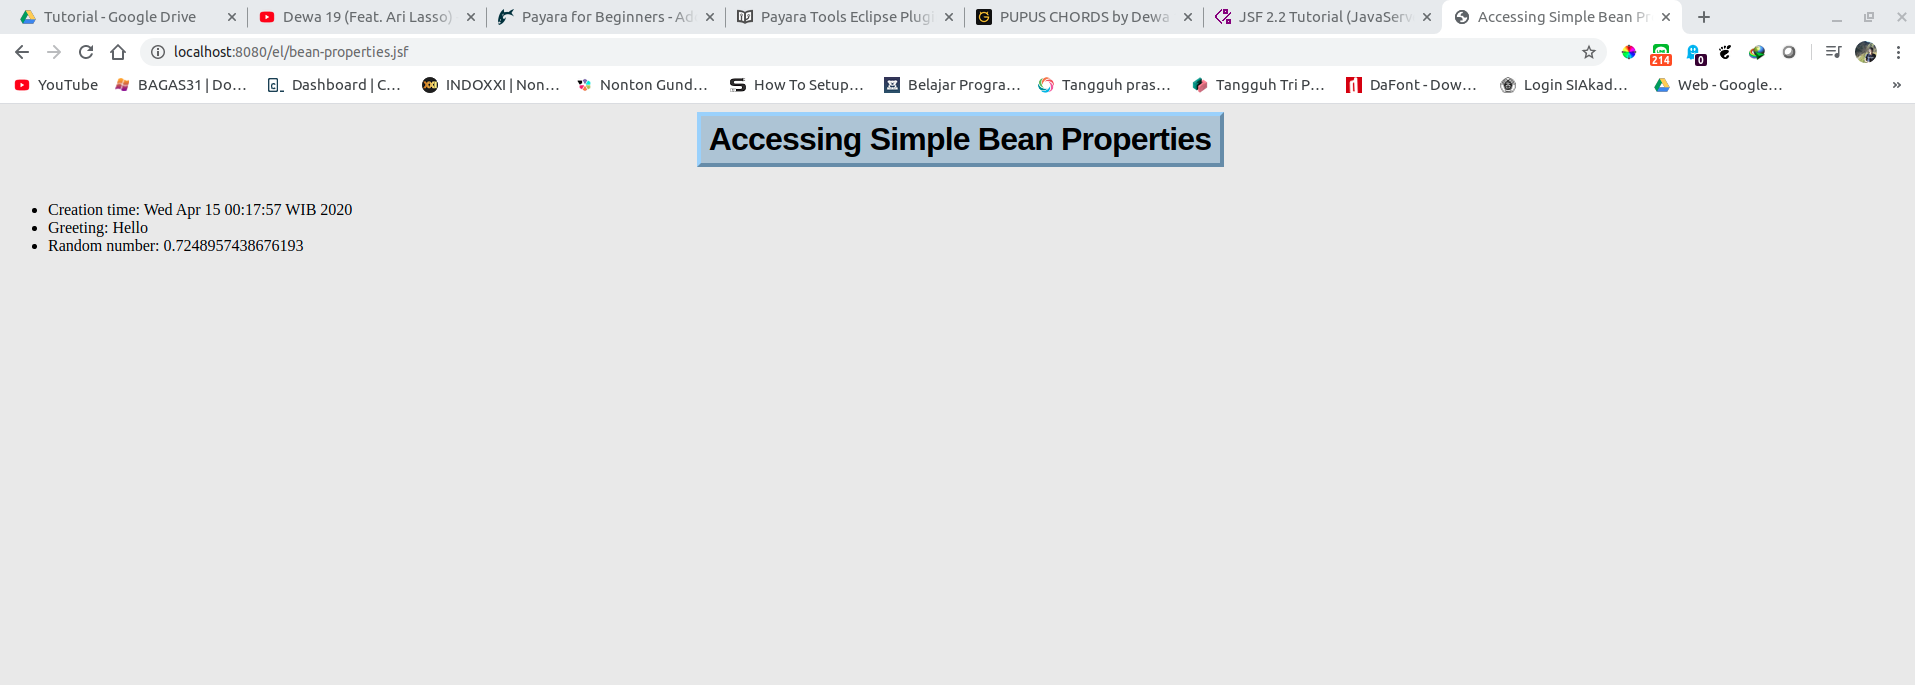 Tutorial - Google Drive
Dewa 19 (Feat. Ari Lasso)
Payara for Beginners - Ad
Payara Tools Eclipse Plugi
PUPUS CHORDS by Dewa
JSF 2.2 Tutorial (JavaServ
Accessing Simple Bean Pr
localhost:8080/el/bean-properties.jsf
214
0
YouTube
BAGAS31 | Do...
Dashboard | C...
INDOXXI | Non...
Nonton Gund...
How To Setup...
Belajar Progra...
Tangguh pras...
Tangguh Tri P...
DaFont - Dow...
Login SIAkad...
Web - Google...
»
Accessing Simple Bean Properties
• Creation time: Wed Apr 15 00:17:57 WIB 2020
• Greeting: Hello
• Random number: 0.7248957438676193